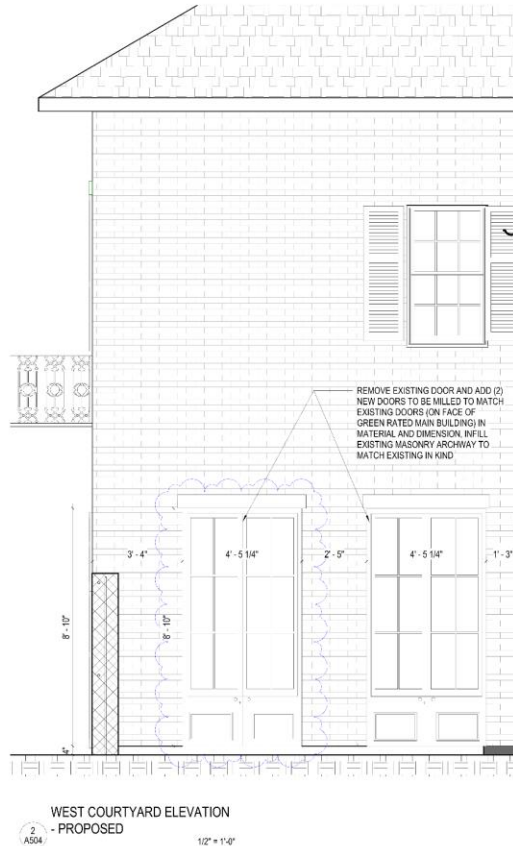 REMOVE EXISTING DOOR AND ADD (2)
NEW DOORS TO BE MILLED TO MATCH
EXISTING DOORS (ON FACE OF
GREEN RATED MAIN BUILDING) IN
MATERIAL AND DIMENSION, INFILL
EXISTING MASONRY ARCHWAY TO
MATCH EXISTING IN KIND
3' - 4"
4' - 5 1/4"
2' - 5"
4' - 5 1/4"
1' - 3"
8' - 10"
8' - 10"
4"
WEST COURTYARD ELEVATION
- PROPOSED
2
A504
1/2" = 1'-0"